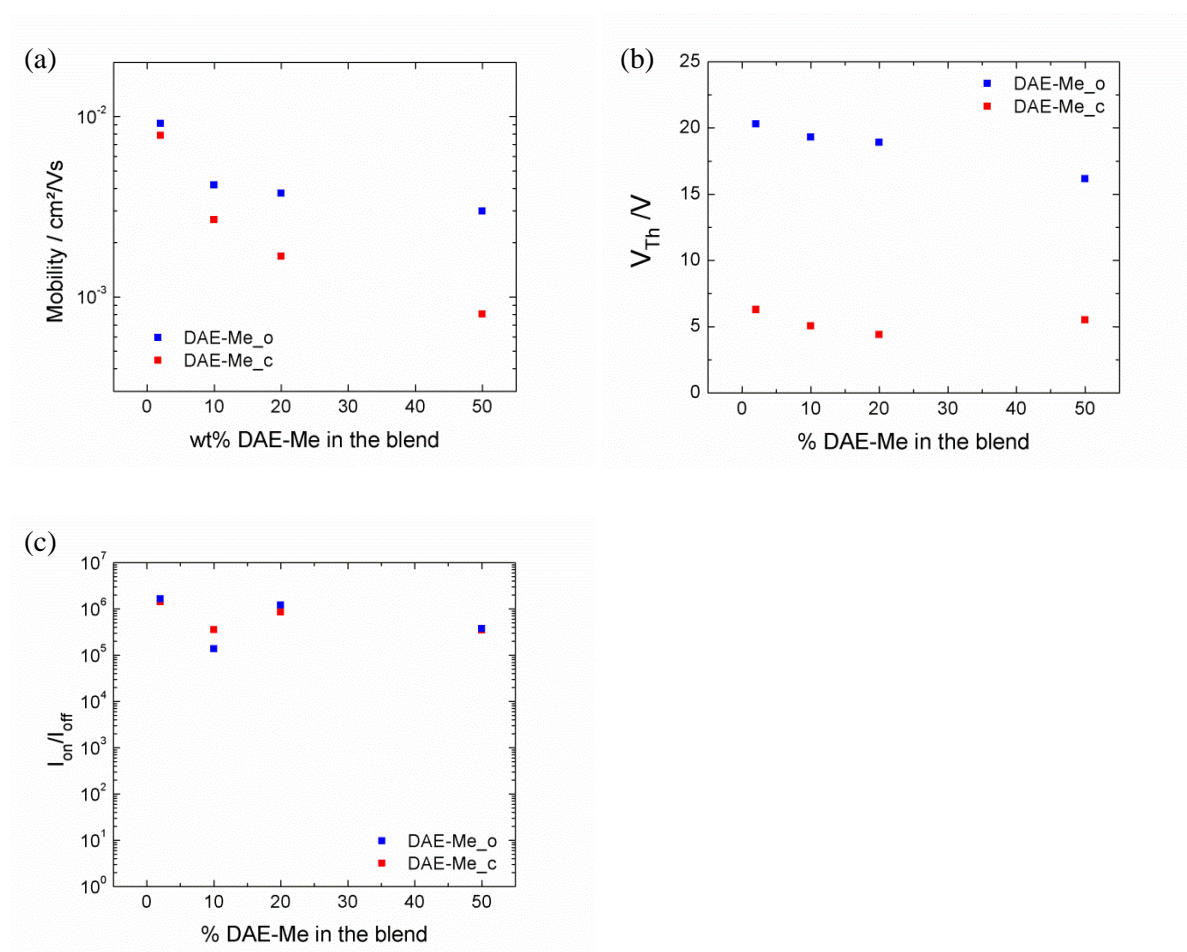 (a)
10⁻²
10⁻³
Mobility / cm²/Vs
DAE-Me_o
DAE-Me_c
0 10 20 30 40 50
wt% DAE-Me in the blend
(b)
25
20
15
10
5
0
V_Th /V
DAE-Me_o
DAE-Me_c
0 10 20 30 40 50
% DAE-Me in the blend
(c)
10⁷
10⁶
10⁵
10⁴
10³
10²
10¹
10⁰
I_on/I_off
DAE-Me_o
DAE-Me_c
0 10 20 30 40 50
% DAE-Me in the blend